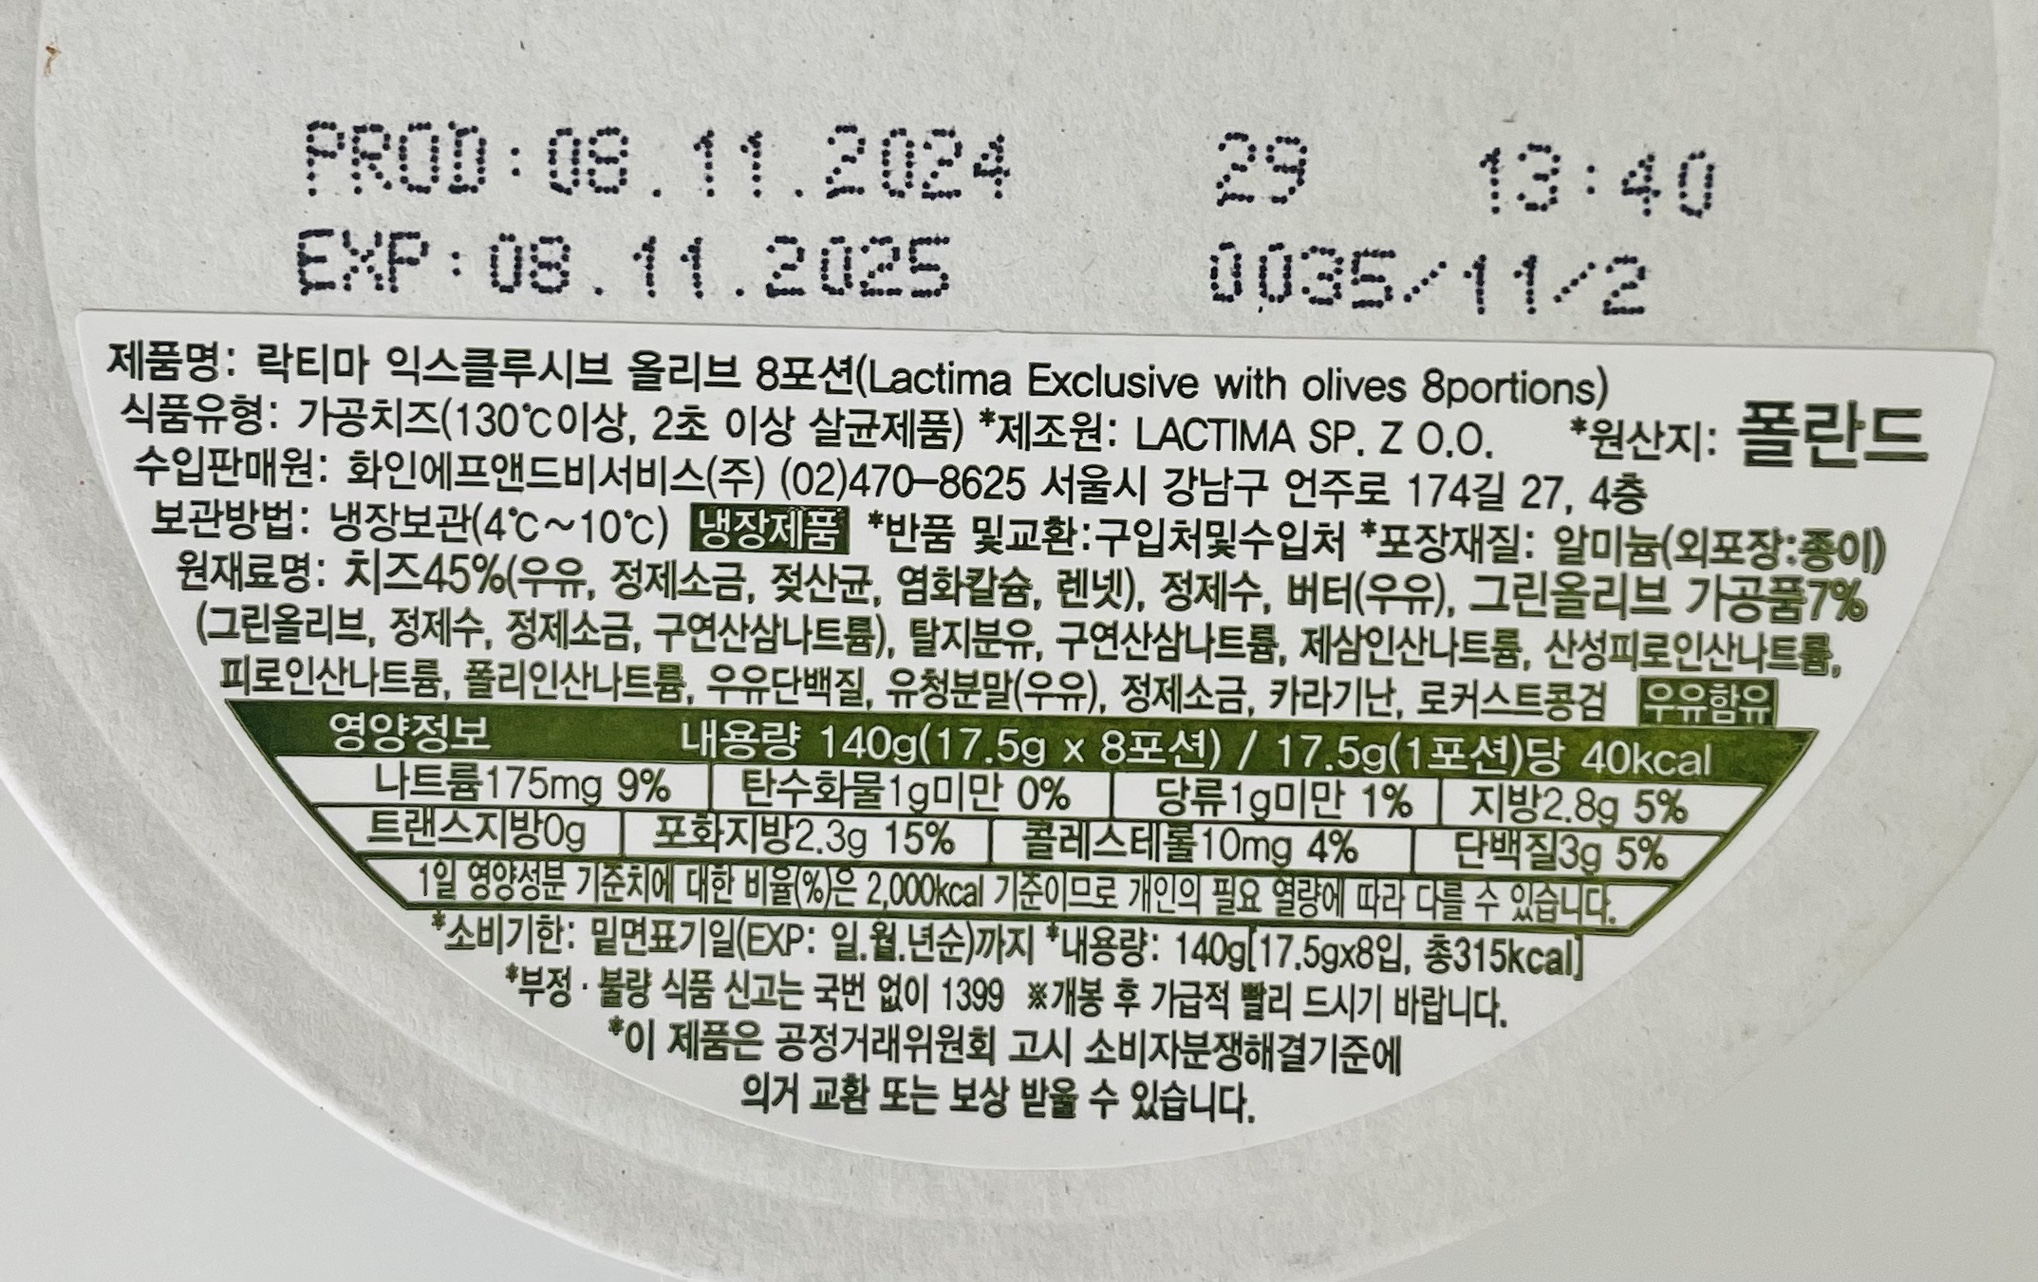 PROD:08.11.2024 29 13:40
EXP:08.11.2025 0035/11/2
제품명: 락티마 익스클루시브 올리브 8포션(Lactima Exclusive with olives 8portions)
식품유형: 가공치즈(130℃이상, 2초 이상 살균제품) *제조원: LACTIMA SP. Z O.O. *원산지: 폴란드
수입판매원: 화인에프앤드비서비스(주) (02)470-8625 서울시 강남구 언주로 174길 27, 4층
보관방법: 냉장보관(4℃~10℃) 냉장제품 *반품 및교환:구입처및수입처 *포장재질: 알미늄(외포장:종이)
원재료명: 치즈45%(우유, 정제소금, 젖산균, 염화칼슘, 렌넷), 정제수, 버터(우유), 그린올리브 가공품7%
(그린올리브, 정제수, 정제소금, 구연산삼나트륨), 탈지분유, 구연산삼나트륨, 제삼인산나트륨, 산성피로인산나트륨,
피로인산나트륨, 폴리인산나트륨, 우유단백질, 유청분말(우유), 정제소금, 카라기난, 로커스트콩검 우유함유
영양정보 내용량 140g(17.5g x 8포션) / 17.5g(1포션)당 40kcal
나트륨175mg 9% 탄수화물1g미만 0% 당류1g미만 1% 지방2.8g 5%
트랜스지방0g 포화지방2.3g 15% 콜레스테롤10mg 4% 단백질3g 5%
1일 영양성분 기준치에 대한 비율(%)은 2,000kcal 기준이므로 개인의 필요 열량에 따라 다를 수 있습니다.
*소비기한: 밑면표기일(EXP: 일.월.년순)까지 *내용량: 140g[17.5gx8입, 총315kcal]
*부정·불량 식품 신고는 국번 없이 1399 ※개봉 후 가급적 빨리 드시기 바랍니다.
*이 제품은 공정거래위원회 고시 소비자분쟁해결기준에
의거 교환 또는 보상 받을 수 있습니다.